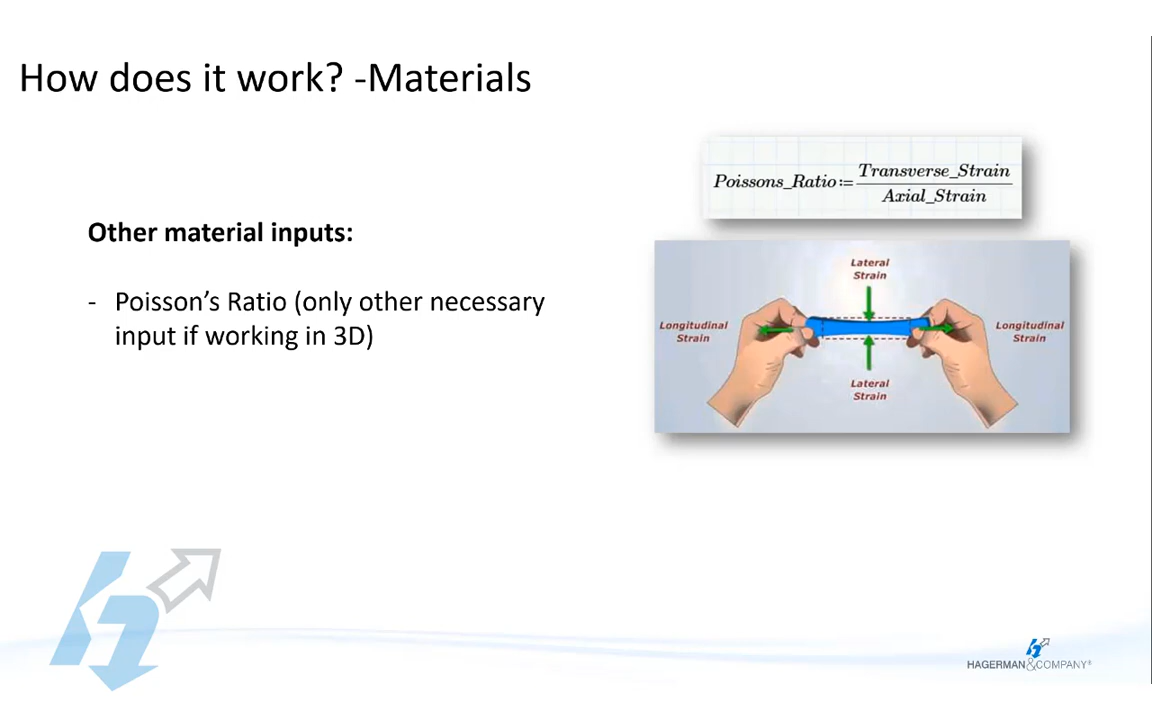 How does it work? -Materials
Poissons_Ratio:=Transverse_Strain
Axial_Strain
Other material inputs:
- Poisson’s Ratio (only other necessary
input if working in 3D)
Lateral
Strain
Longitudinal
Strain
Longitudinal
Strain
Lateral
Strain
HAGERMAN&COMPANY®